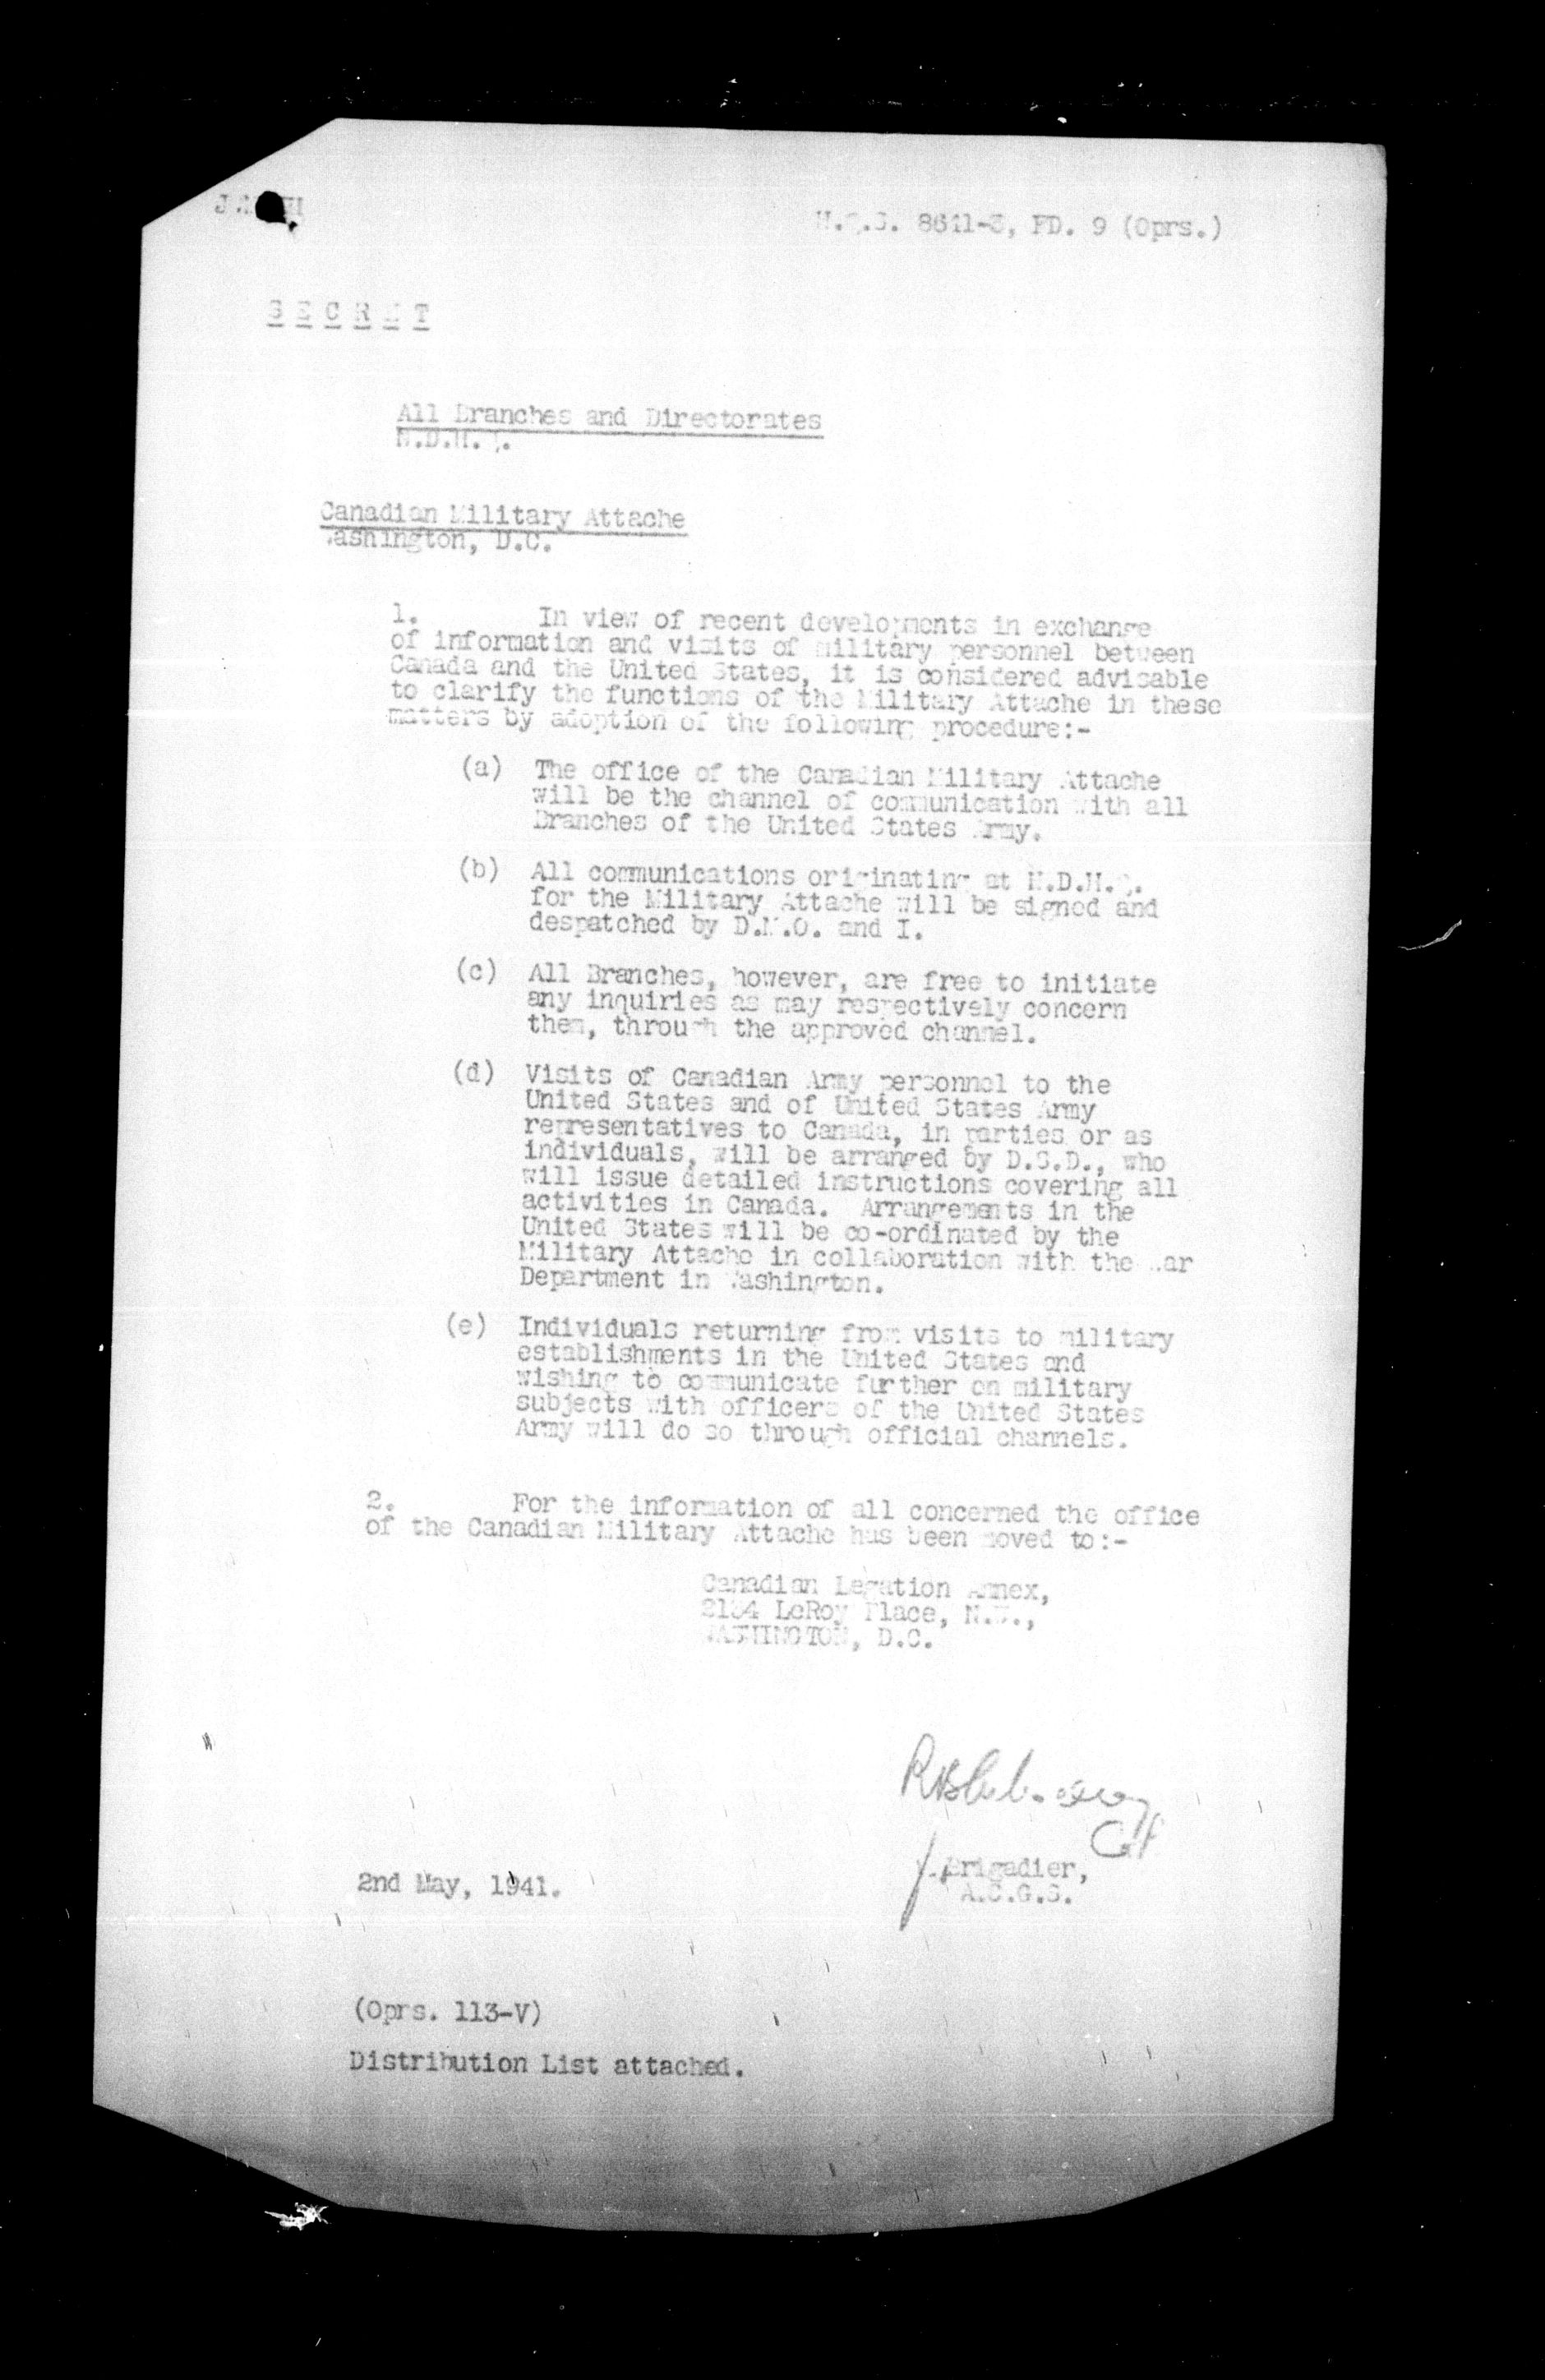 H.Q.S. 8611-3, FD. 9 (Oprs.)
S E C R E T
All Branches and Directorates
N.D.H.Q.
Canadian Military Attache
Washington, D.C.
1. In view of recent developments in exchange
of information and visits of military personnel between
Canada and the United States, it is considered advisable
to clarify the functions of the Military Attache in these
matters by adoption of the following procedure:-
(a) The office of the Canadian Military Attache
will be the channel of communication with all
Branches of the United States Army.
(b) All communications originating at N.D.H.Q.
for the Military Attache will be signed and
despatched by D.M.O. and I.
(c) All Branches, however, are free to initiate
any inquiries as may respectively concern
them, through the approved channel.
(d) Visits of Canadian Army personnel to the
United States and of United States Army
representatives to Canada, in parties or as
individuals, will be arranged by D.S.D., who
will issue detailed instructions covering all
activities in Canada. Arrangements in the
United States will be co-ordinated by the
Military Attache in collaboration with the War
Department in Washington.
(e) Individuals returning from visits to military
establishments in the United States and
wishing to communicate further on military
subjects with officers of the United States
Army will do so through official channels.
2. For the information of all concerned the office
of the Canadian Military Attache has been moved to:-
Canadian Legation Annex,
2134 LeRoy Place, N.W.,
WASHINGTON, D.C.
Brigadier,
A.C.G.S.
2nd May, 1941.
(Oprs. 113-V)
Distribution List attached.